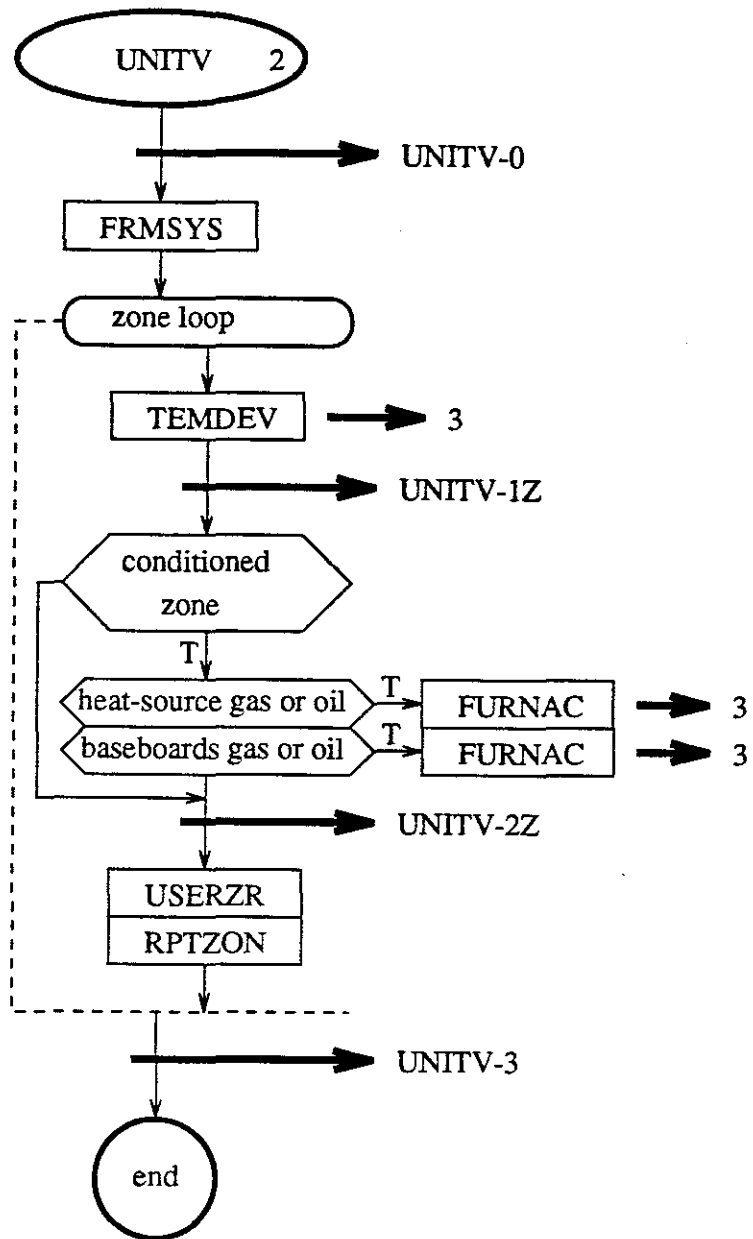 UNITV 2
UNITV-0
FRMSYS
zone loop
TEMDEV 3
UNITV-1Z
conditioned
zone
T
heat-source gas or oil T FURNAC 3
baseboards gas or oil T FURNAC 3
UNITV-2Z
USERZR
RPTZON
UNITV-3
end